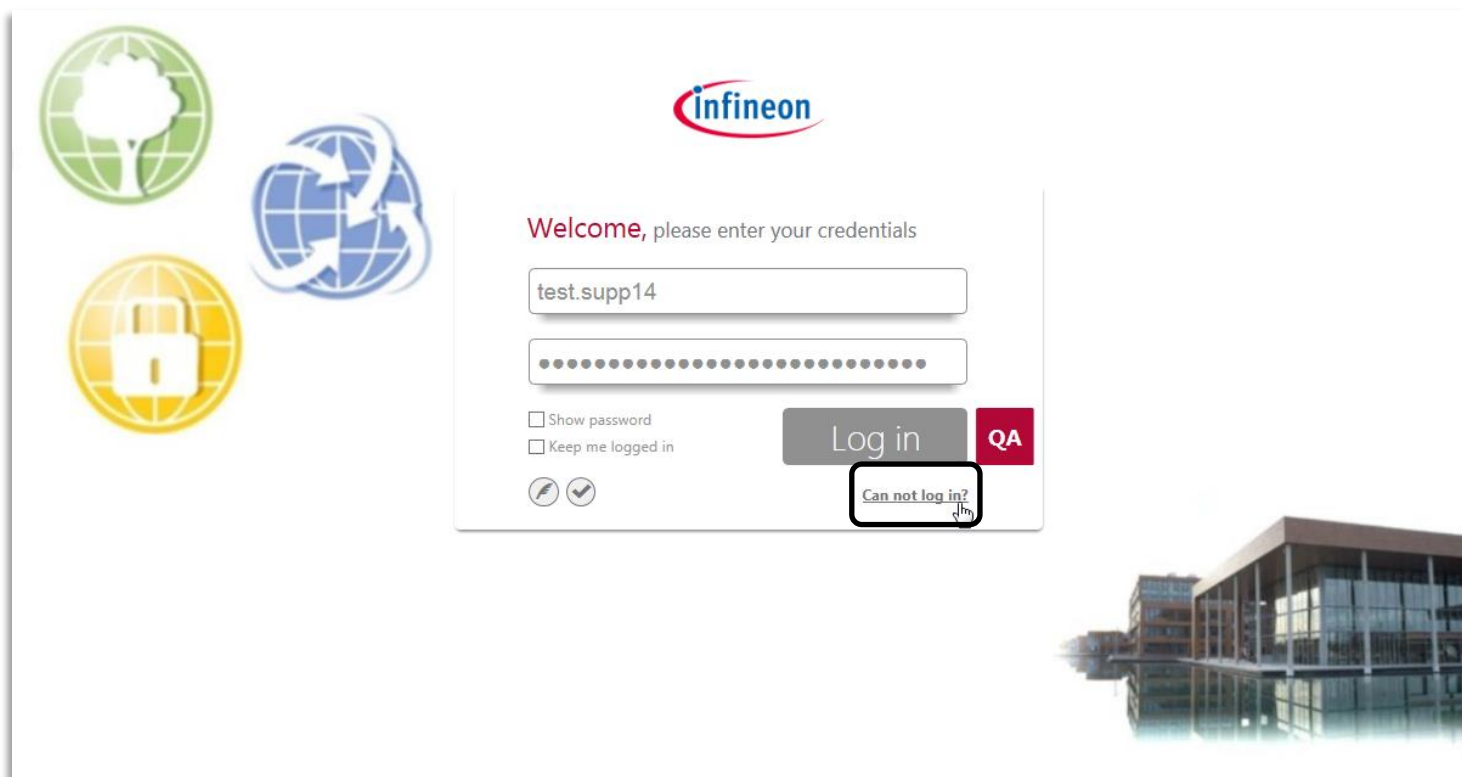 infineon
Welcome, please enter your credentials
test.supp14
Show password
Keep me logged in
Log in
QA
Can not log in?